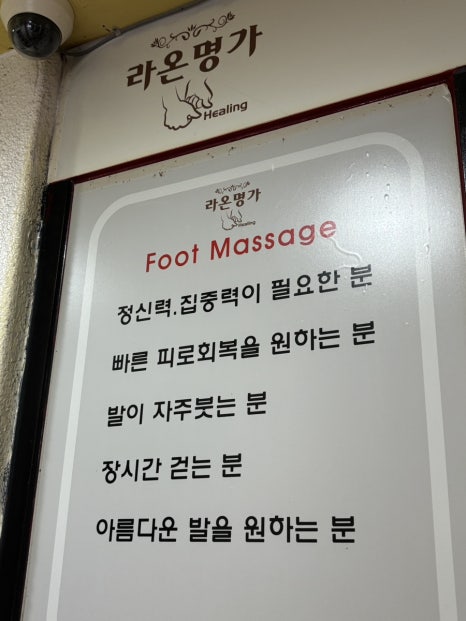 라온명가
Healing
라온명가
Healing
Foot Massage
정신력.집중력이 필요한 분
빠른 피로회복을 원하는 분
발이 자주붓는 분
장시간 걷는 분
아름다운 발을 원하는 분